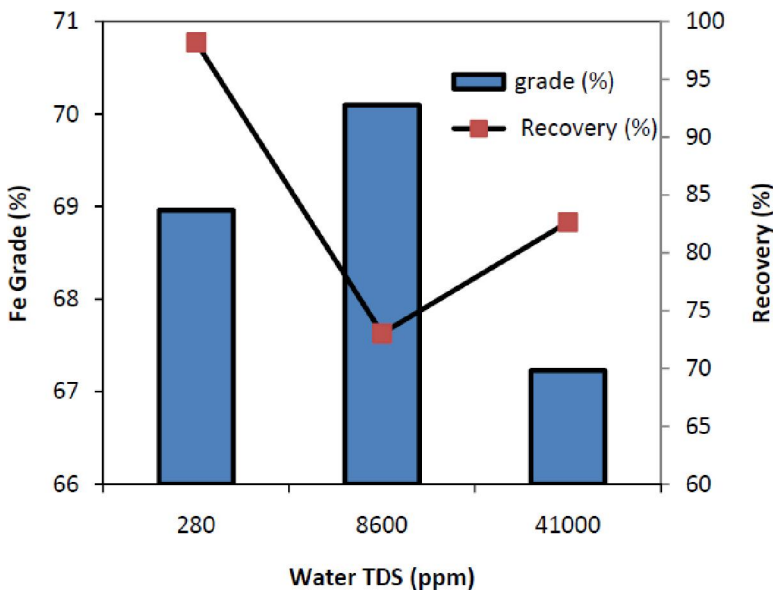 71
70
69
68
67
66
Fe Grade (%)
grade (%)
Recovery (%)
100
95
90
85
80
75
70
65
60
Recovery (%)
280 8600 41000
Water TDS (ppm)